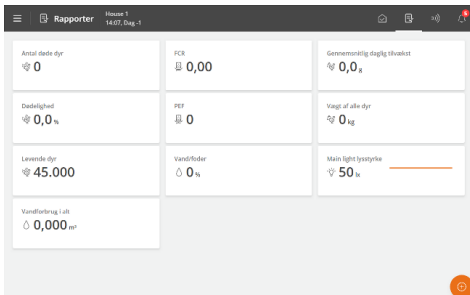 Rapporter
House 1
14:07, Dag -1
6
Antal døde dyr
0
FCR
0,00
Gennemsnitlig daglig tilvækst
0,0 g
Dødelighed
0,0 %
PEF
0
Vægt af alle dyr
0 kg
Levende dyr
45.000
Vand/foder
0 %
Main light lysstyrke
50 lx
Vandforbrug i alt
0,000 m³